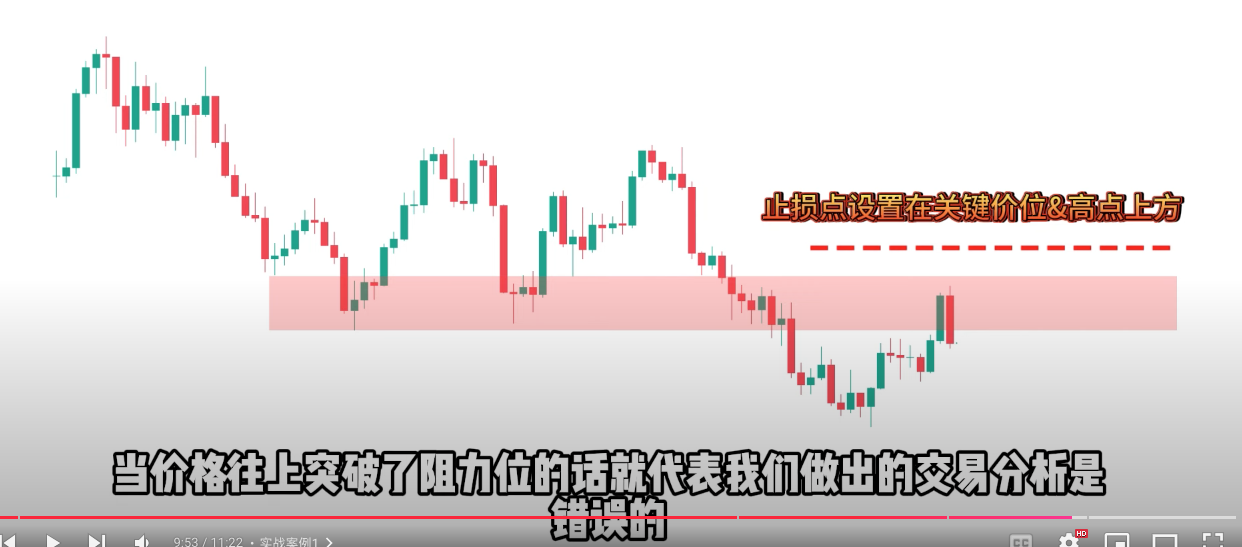 止损点设置在关键价位&高点上方
当价格往上突破了阻力位的话就代表我们做出的交易分析是
错误的
9:53 / 11:22 • 实战案例1
CC
HD